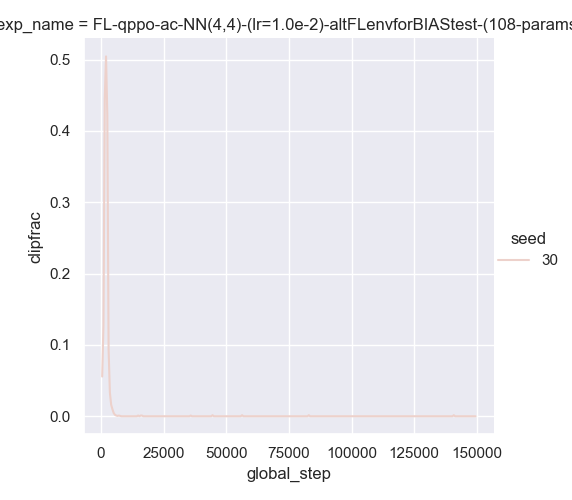 exp_name = FL-qppo-ac-NN(4,4)-(lr=1.0e-2)-altFLenvforBIAStest-(108-params
0.5
0.4
0.3
0.2
0.1
0.0
clipfrac
0 25000 50000 75000 100000 125000 150000
global_step
seed
30